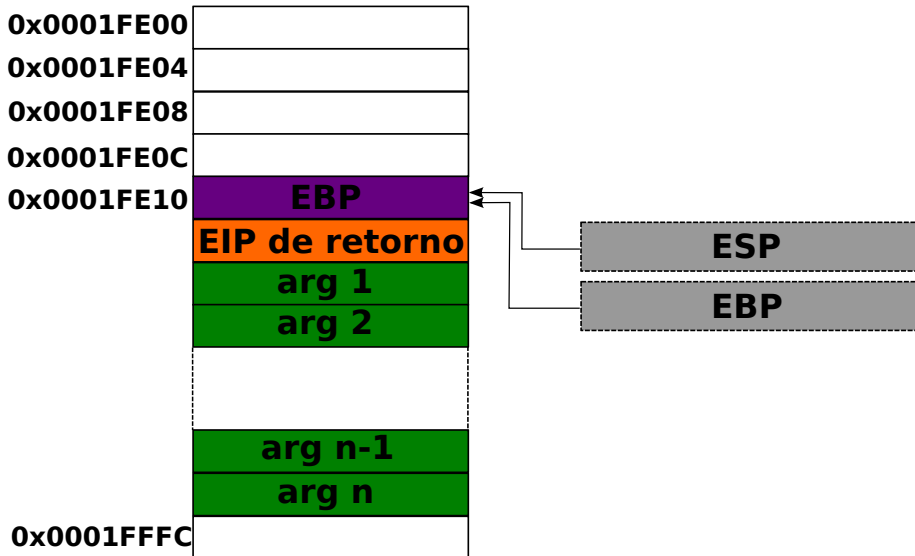 0x0001FE00
0x0001FE04
0x0001FE08
0x0001FE0C
0x0001FE10
EBP
EIP de retorno
ESP
arg 1
EBP
arg 2
arg n-1
arg n
0x0001FFFC